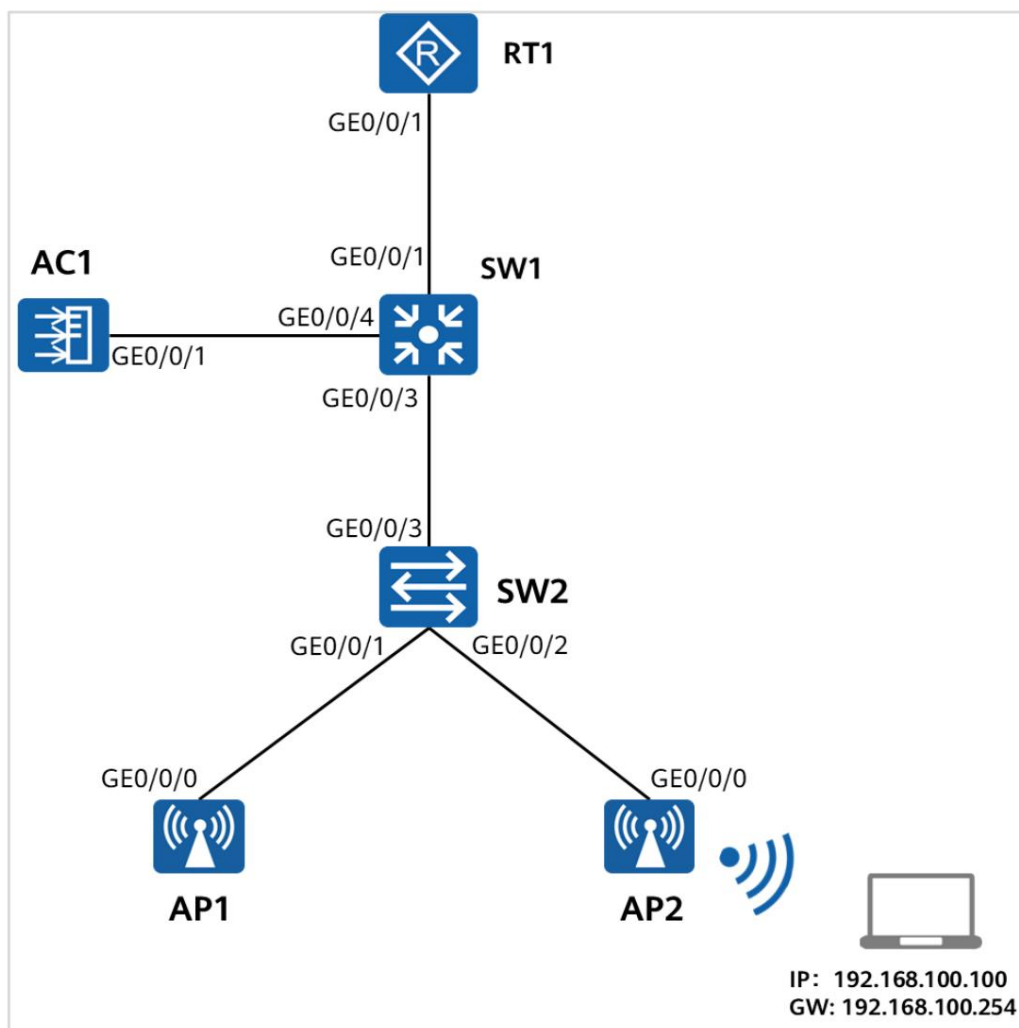 R
RT1
GE0/0/1
GE0/0/1
SW1
AC1
GE0/0/4
GE0/0/1
GE0/0/3
GE0/0/3
SW2
GE0/0/1
GE0/0/2
GE0/0/0
GE0/0/0
AP1
AP2
IP: 192.168.100.100
GW: 192.168.100.254